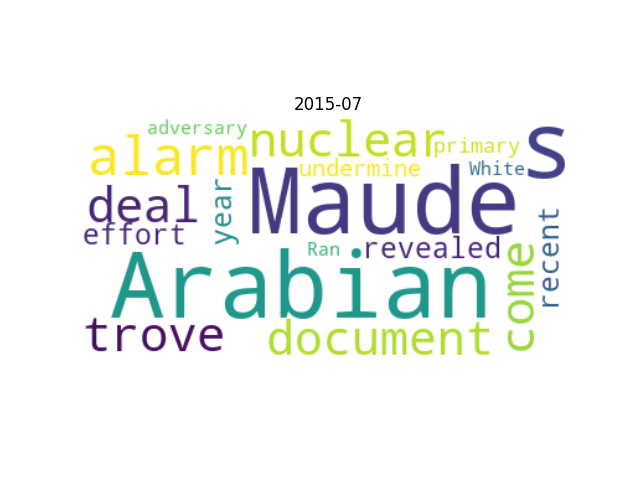 2015-07
adversary
nuclear
s
alarm
primary
undermine
White
Maude
deal
year
effort
recent
Ran
revealed
come
Arabian
trove
document